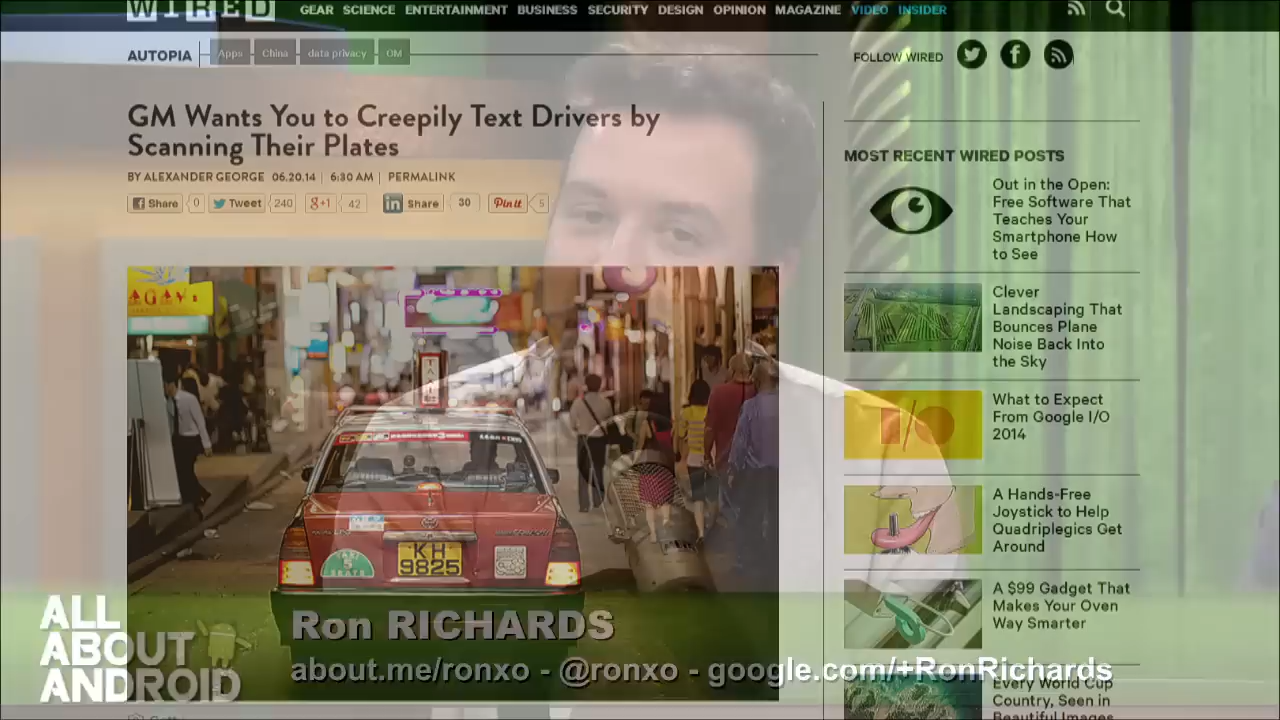 WIRED
GEAR SCIENCE ENTERTAINMENT BUSINESS SECURITY DESIGN OPINION MAGAZINE VIDEO INSIDER
AUTOPIA
Apps China data privacy GM
FOLLOW WIRED
GM Wants You to Creepily Text Drivers by
Scanning Their Plates
BY ALEXANDER GEORGE 06.20.14 | 6:30 AM | PERMALINK
Share 0 Tweet 240 g+1 42 in Share 30 Pin it 5
MOST RECENT WIRED POSTS
Out in the Open:
Free Software That
Teaches Your
Smartphone How
to See
Clever
Landscaping That
Bounces Plane
Noise Back Into
the Sky
What to Expect
From Google I/O
2014
A Hands-Free
Joystick to Help
Quadriplegics Get
Around
A $99 Gadget That
Makes Your Oven
Way Smarter
Every World Cup
Country, Seen in
Beautiful Images
I/O
TAXI
5
SEATS
KH
9825
ALL
ABOUT
ANDROID
Ron RICHARDS
about.me/ronxo - @ronxo - google.com/+RonRichards